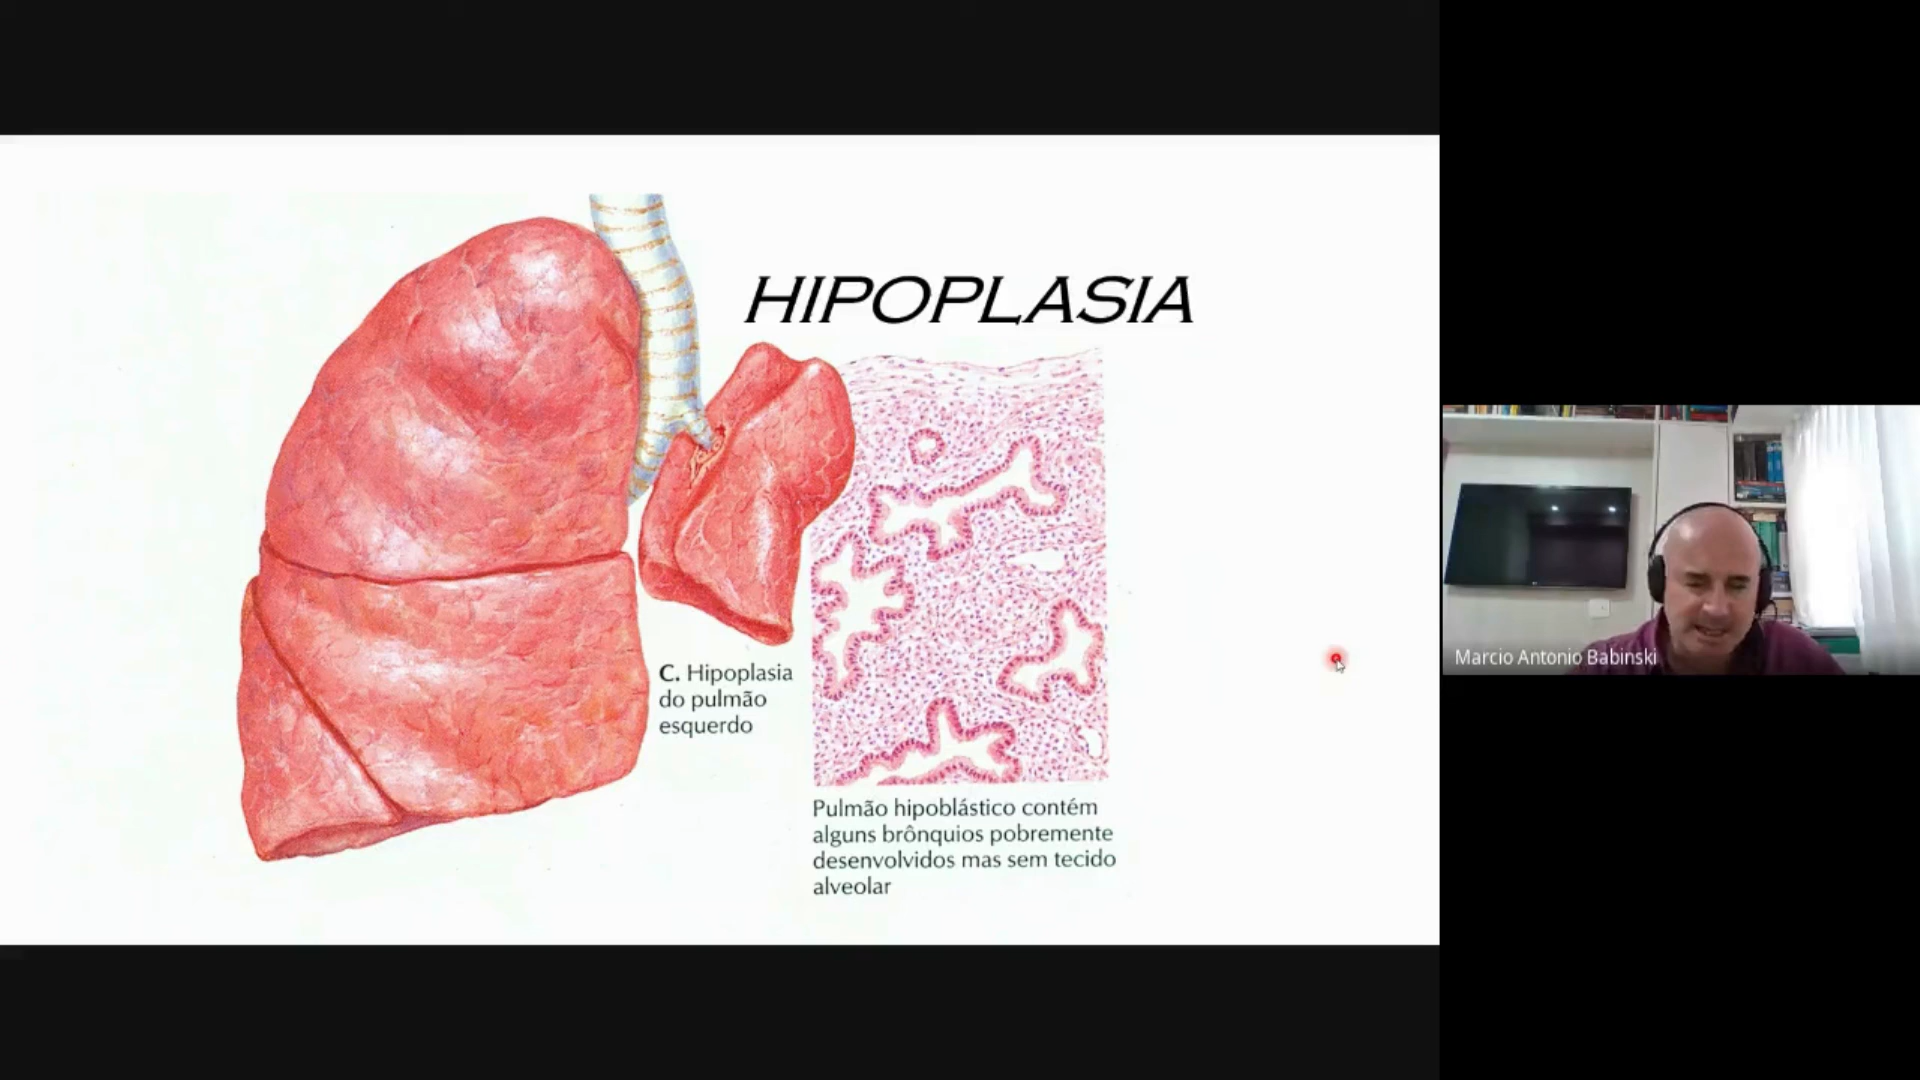 HIPOPLASIA
C. Hipoplasia
do pulmão
esquerdo
Pulmão hipoblástico contém
alguns brônquios pobremente
desenvolvidos mas sem tecido
alveolar
Marcio Antonio Babinski